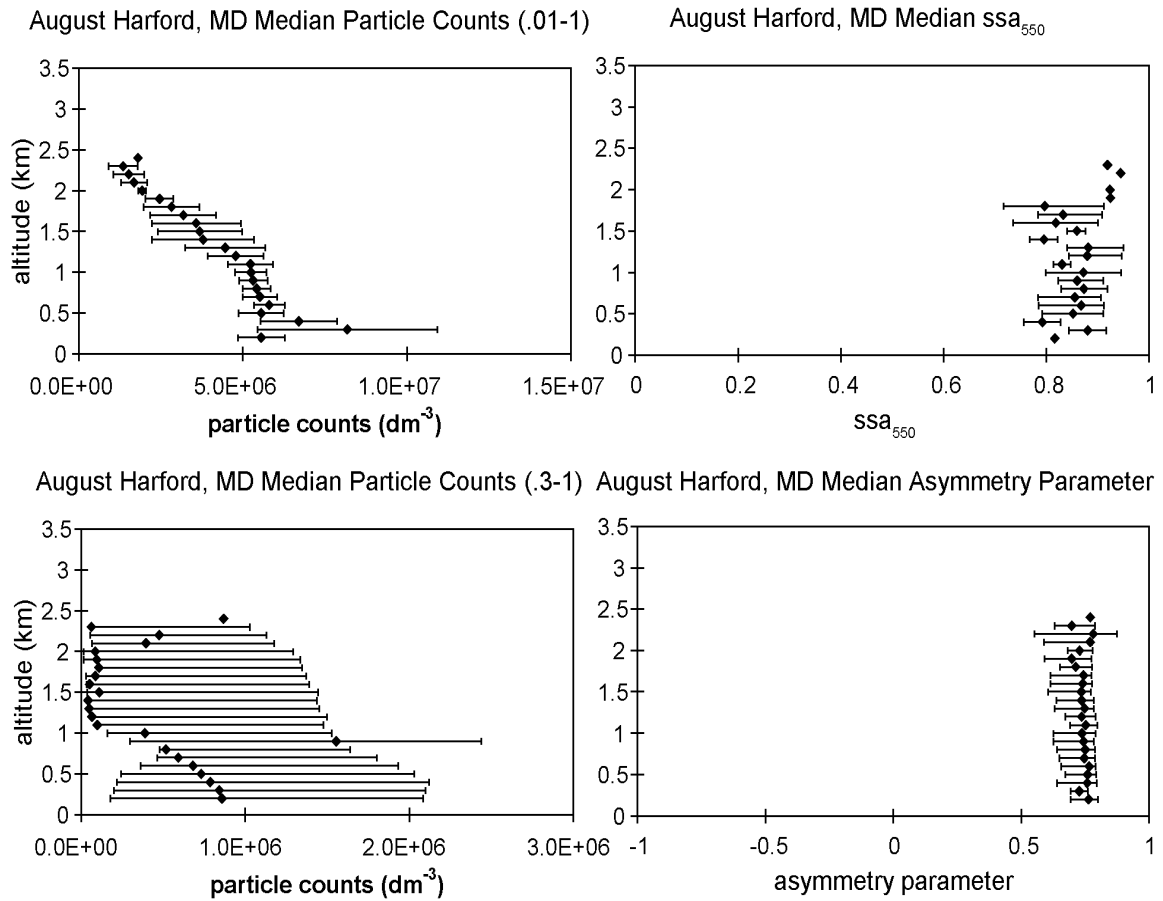 August Harford, MD Median Particle Counts (.01-1)
3.5
3
2.5
2
1.5
1
0.5
0
altitude (km)
0.0E+00 5.0E+06 1.0E+07 1.5E+07
particle counts (dm-3)
August Harford, MD Median ssa550
3.5
3
2.5
2
1.5
1
0.5
0
0 0.2 0.4 0.6 0.8 1
ssa550
August Harford, MD Median Particle Counts (.3-1)
3.5
3
2.5
2
1.5
1
0.5
0
altitude (km)
0.0E+00 1.0E+06 2.0E+06 3.0E+06
particle counts (dm-3)
August Harford, MD Median Asymmetry Parameter
3.5
3
2.5
2
1.5
1
0.5
0
-1 -0.5 0 0.5 1
asymmetry parameter